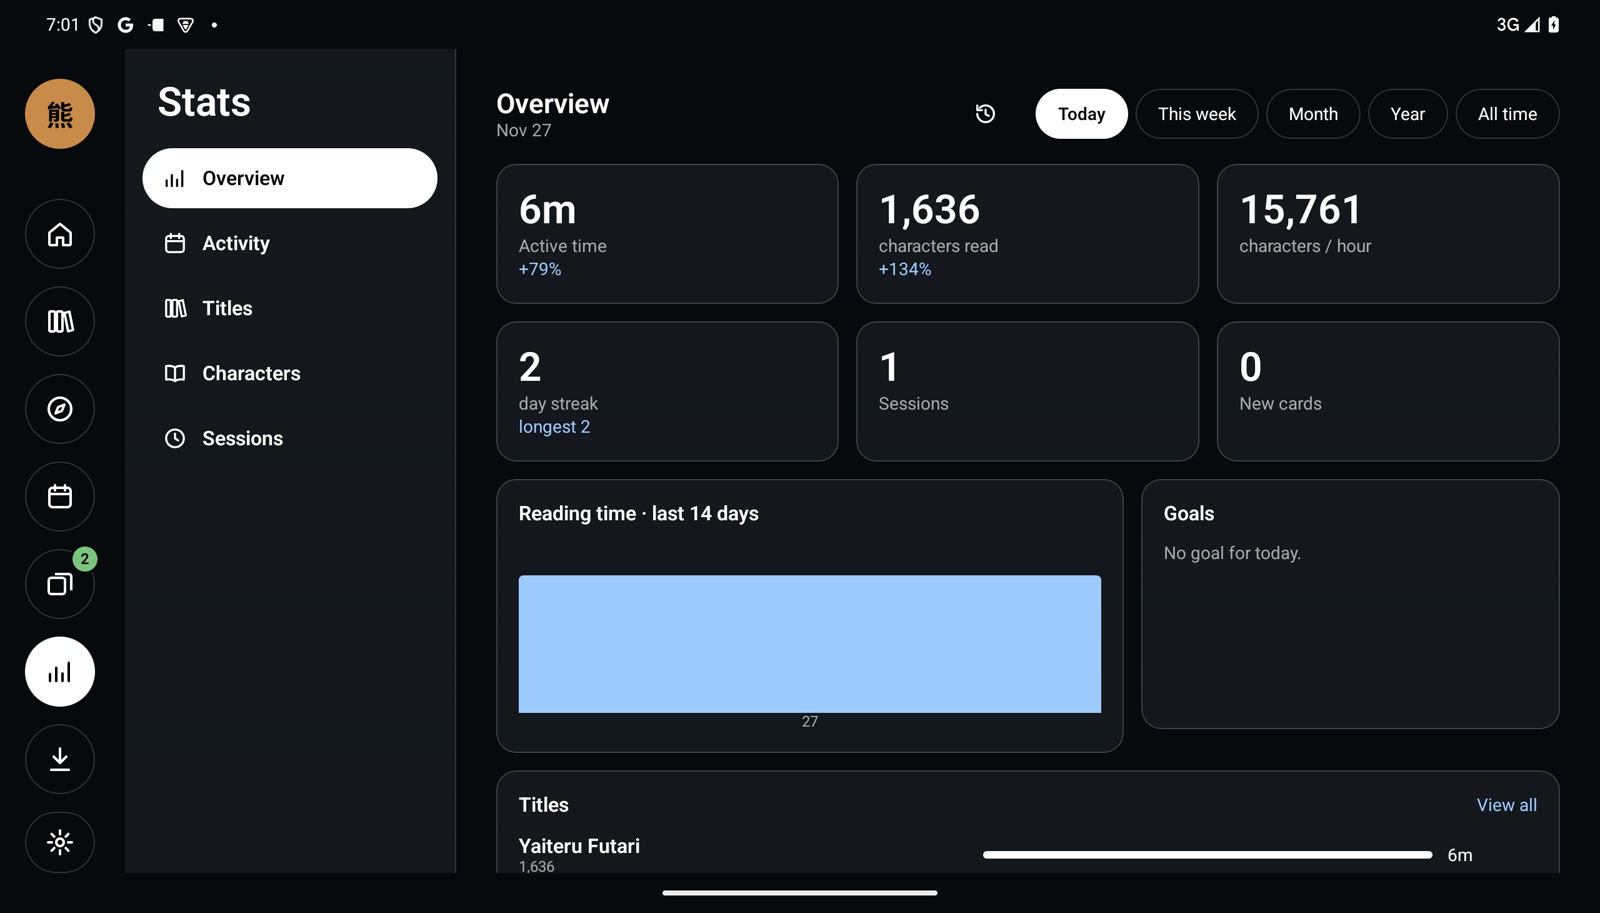 7:01
3G
熊
Stats
Overview
Activity
Titles
Characters
Sessions
2
Overview
Nov 27
Today
This week
Month
Year
All time
6m
Active time
+79%
1,636
characters read
+134%
15,761
characters / hour
2
day streak
longest 2
1
Sessions
0
New cards
Reading time · last 14 days
27
Goals
No goal for today.
Titles
View all
Yaiteru Futari
1,636
6m